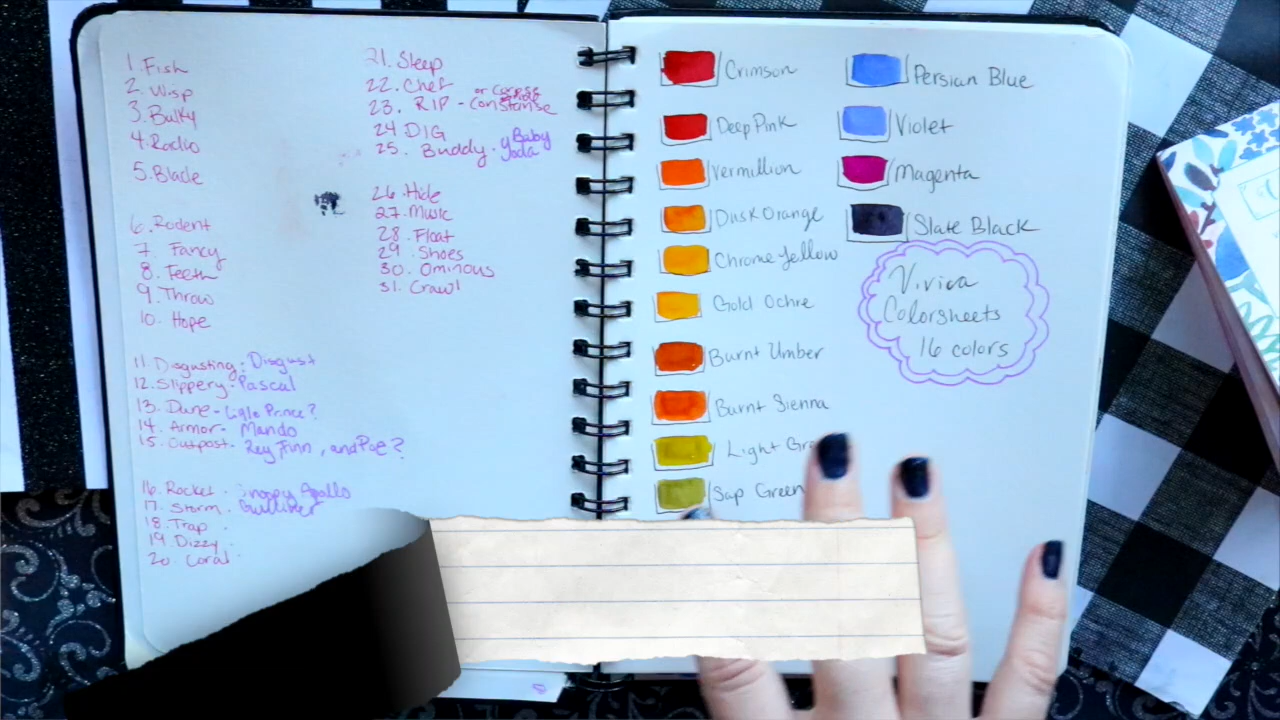 1. Fish
2. Wisp
3. Bulky
4. Radio
5. Blade
6. Rodent
7. Fancy
8. Teeth
9. Throw
10. Hope
11. Disgusting - Disgust
12. Slippery - Pascal
13. Dune - Prince?
14. Armor - Mando
15. Outpost - Rey, Finn, and Poe?
16. Rocket - Snoopy Apollo
17. Storm - Gulliver
18. Trap
19. Dizzy
20. Coral
21. Sleep
22. Chef
or Corpse
23. RIP - Constanse
24 DIG
25. Buddy - Baby Yoda
26. Hide
27. Music
28. Float
29. Shoes
30. Ominous
31. Crawl
Crimson
Deep Pink
Vermillion
Dusk Orange
Chrome Yellow
Gold Ochre
Burnt Umber
Burnt Sienna
Light
Sap Green
Persian Blue
Violet
Magenta
Slate Black
Viviva
Colorsheets
16 colors